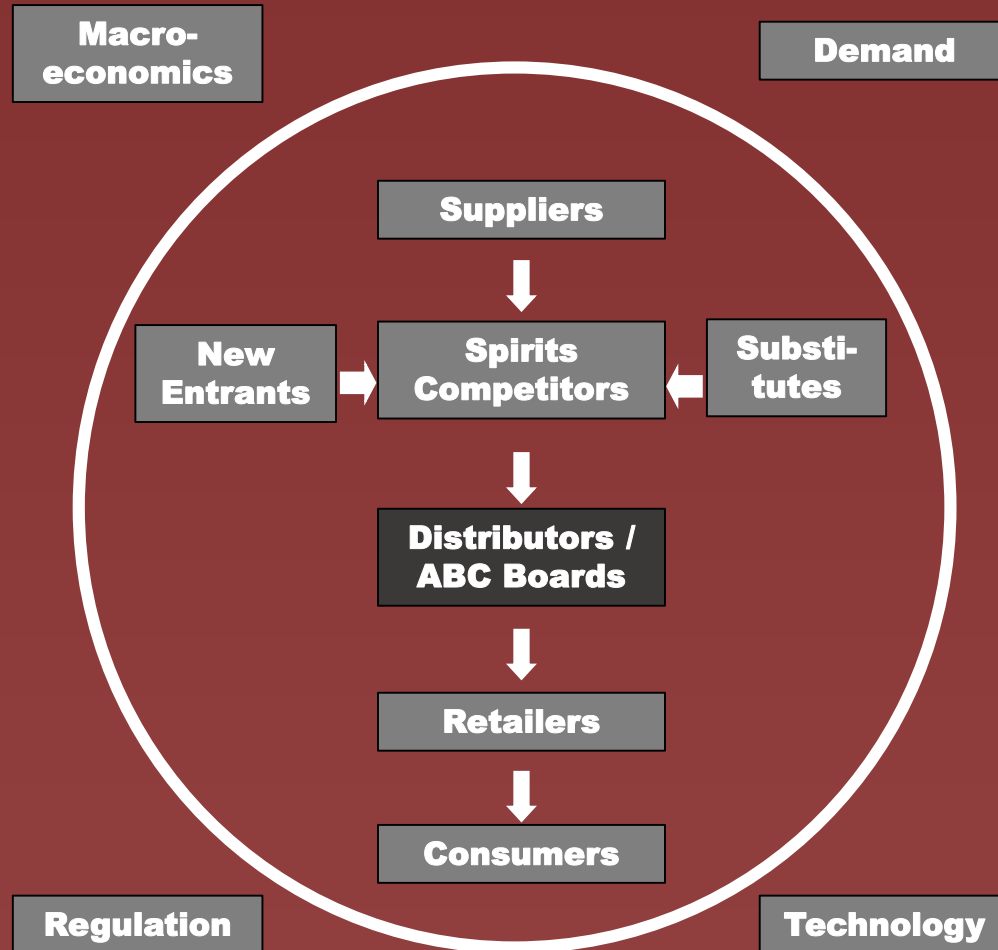 Macro-
economics
Demand
Suppliers
New
Entrants
Spirits
Competitors
Substi-
tutes
Distributors /
ABC Boards
Retailers
Consumers
Regulation
Technology